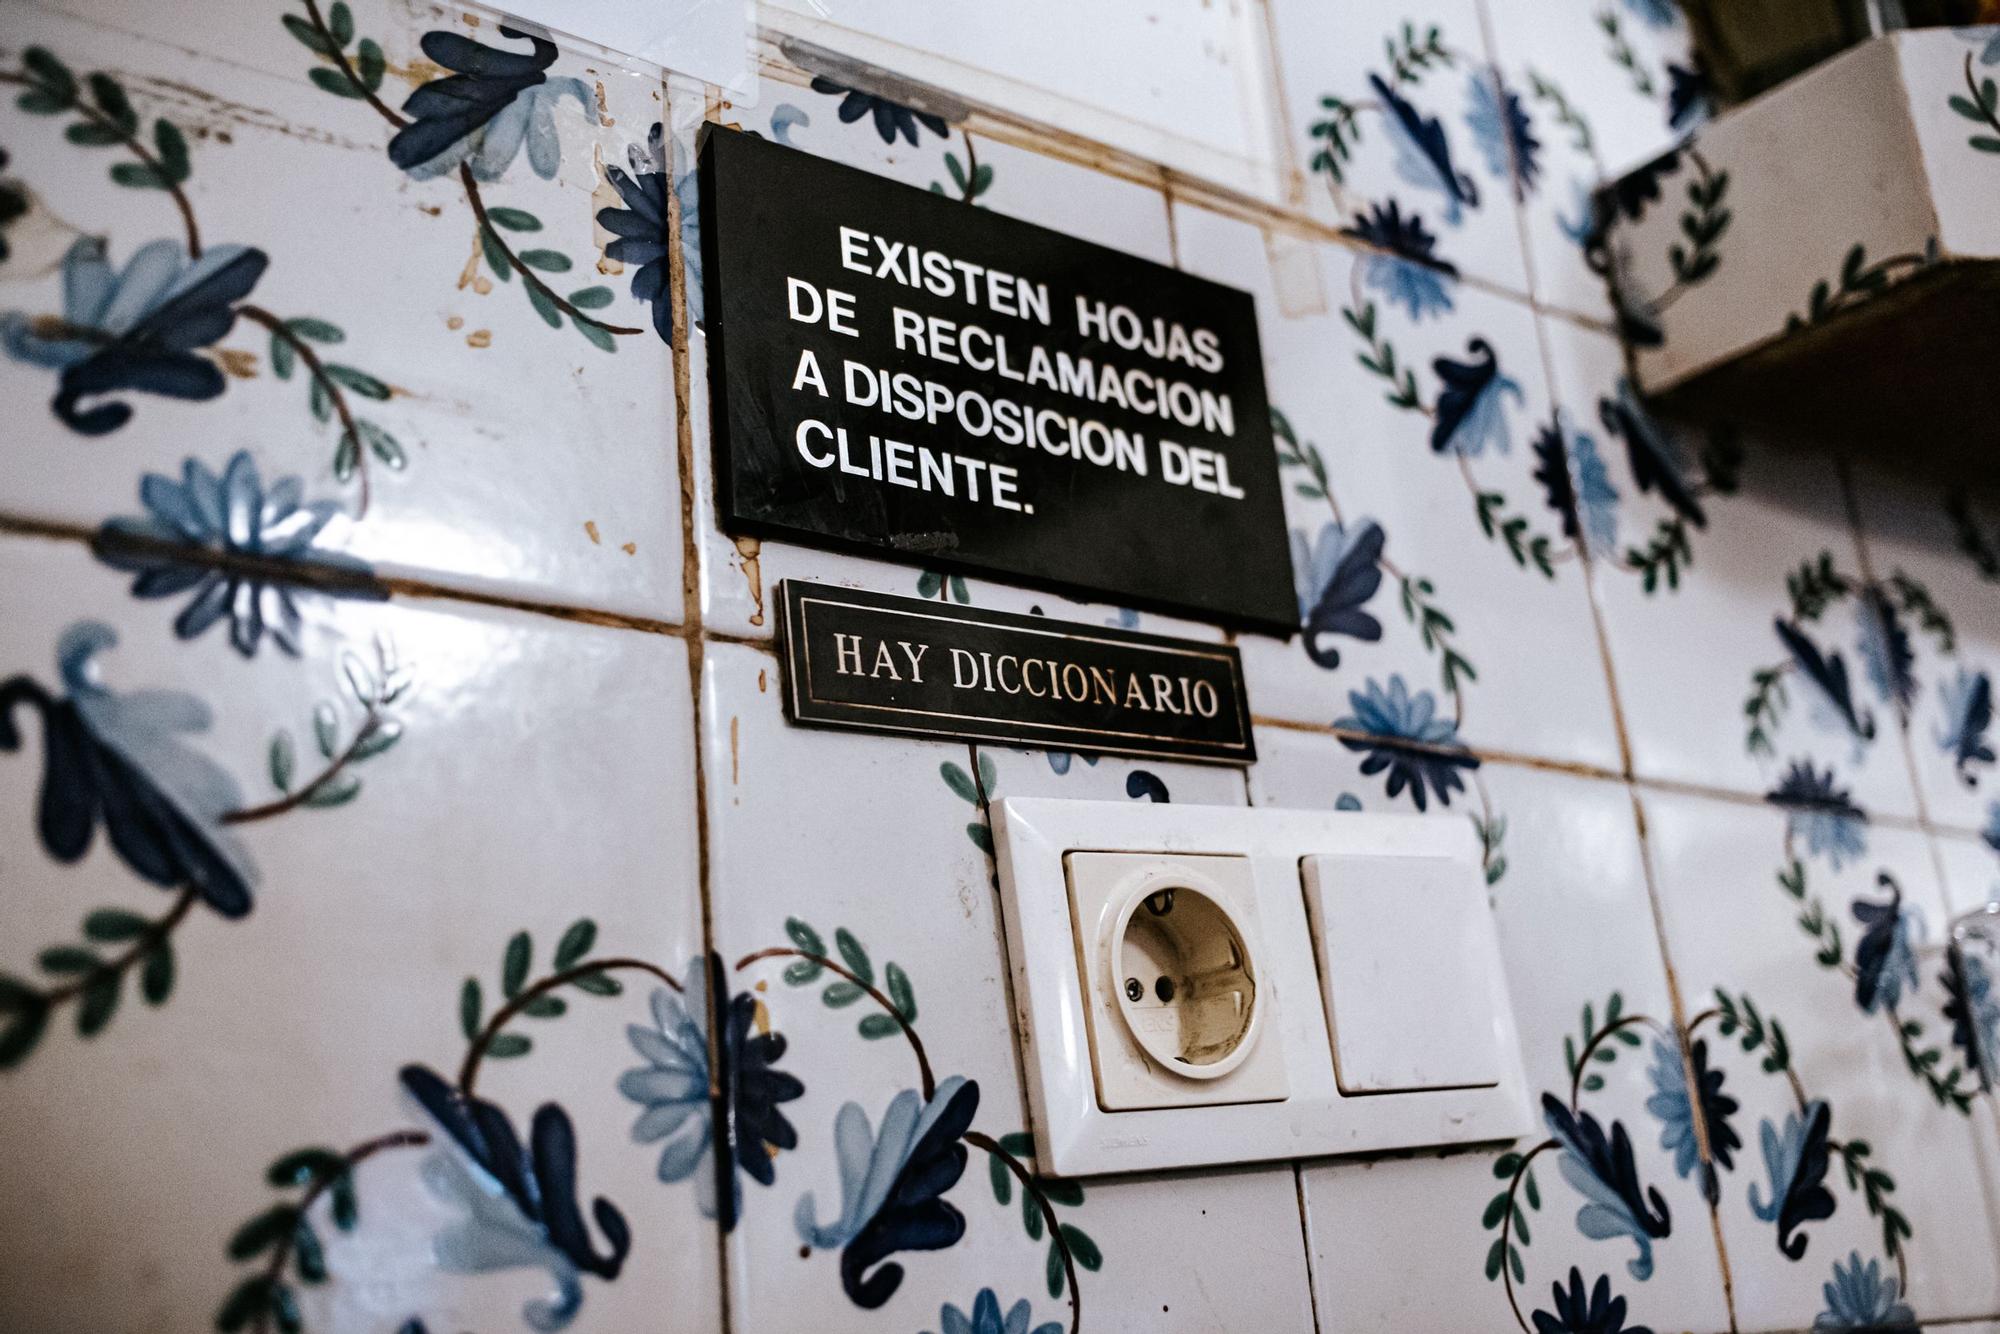 EXISTEN HOJAS
DE RECLAMACION
A DISPOSICION DEL
CLIENTE.
HAY DICCIONARIO